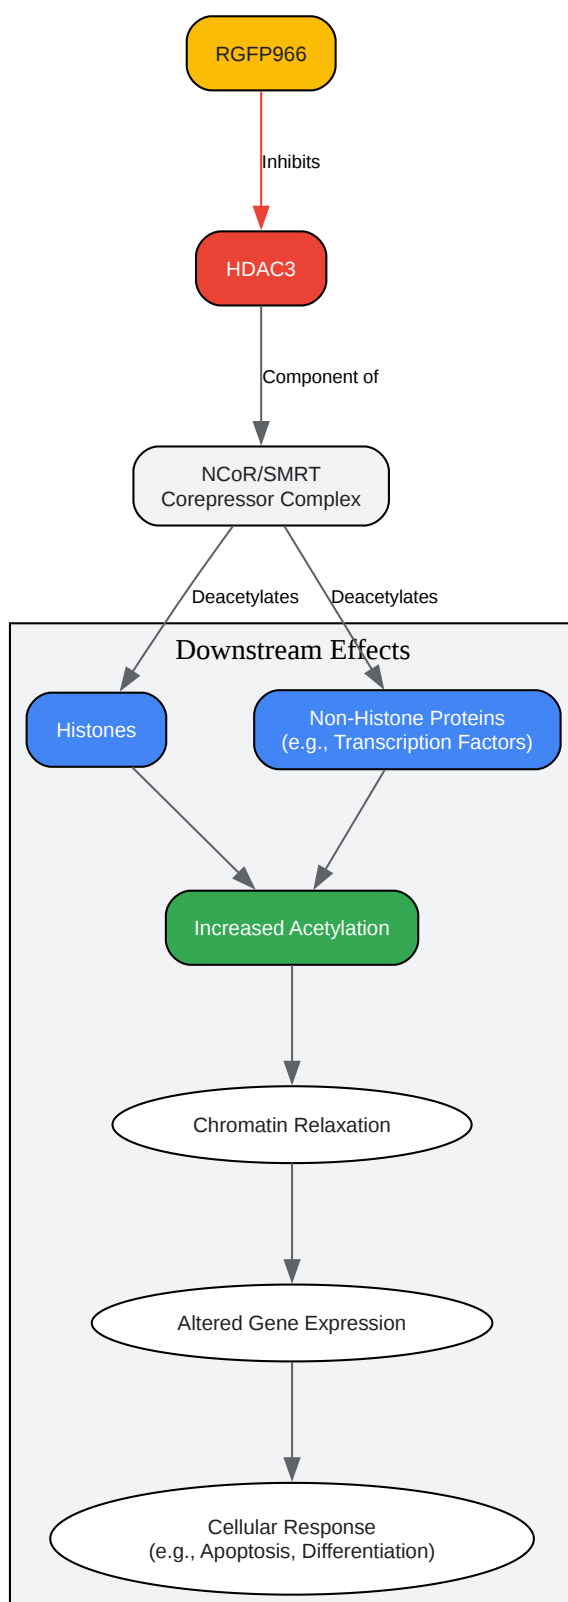 RGFP966
Inhibits
HDAC3
Component of
NCoR/SMRT
Corepressor Complex
Deacetylates
Deacetylates
Downstream Effects
Histones
Non-Histone Proteins
(e.g., Transcription Factors)
Increased Acetylation
Chromatin Relaxation
Altered Gene Expression
Cellular Response
(e.g., Apoptosis, Differentiation)